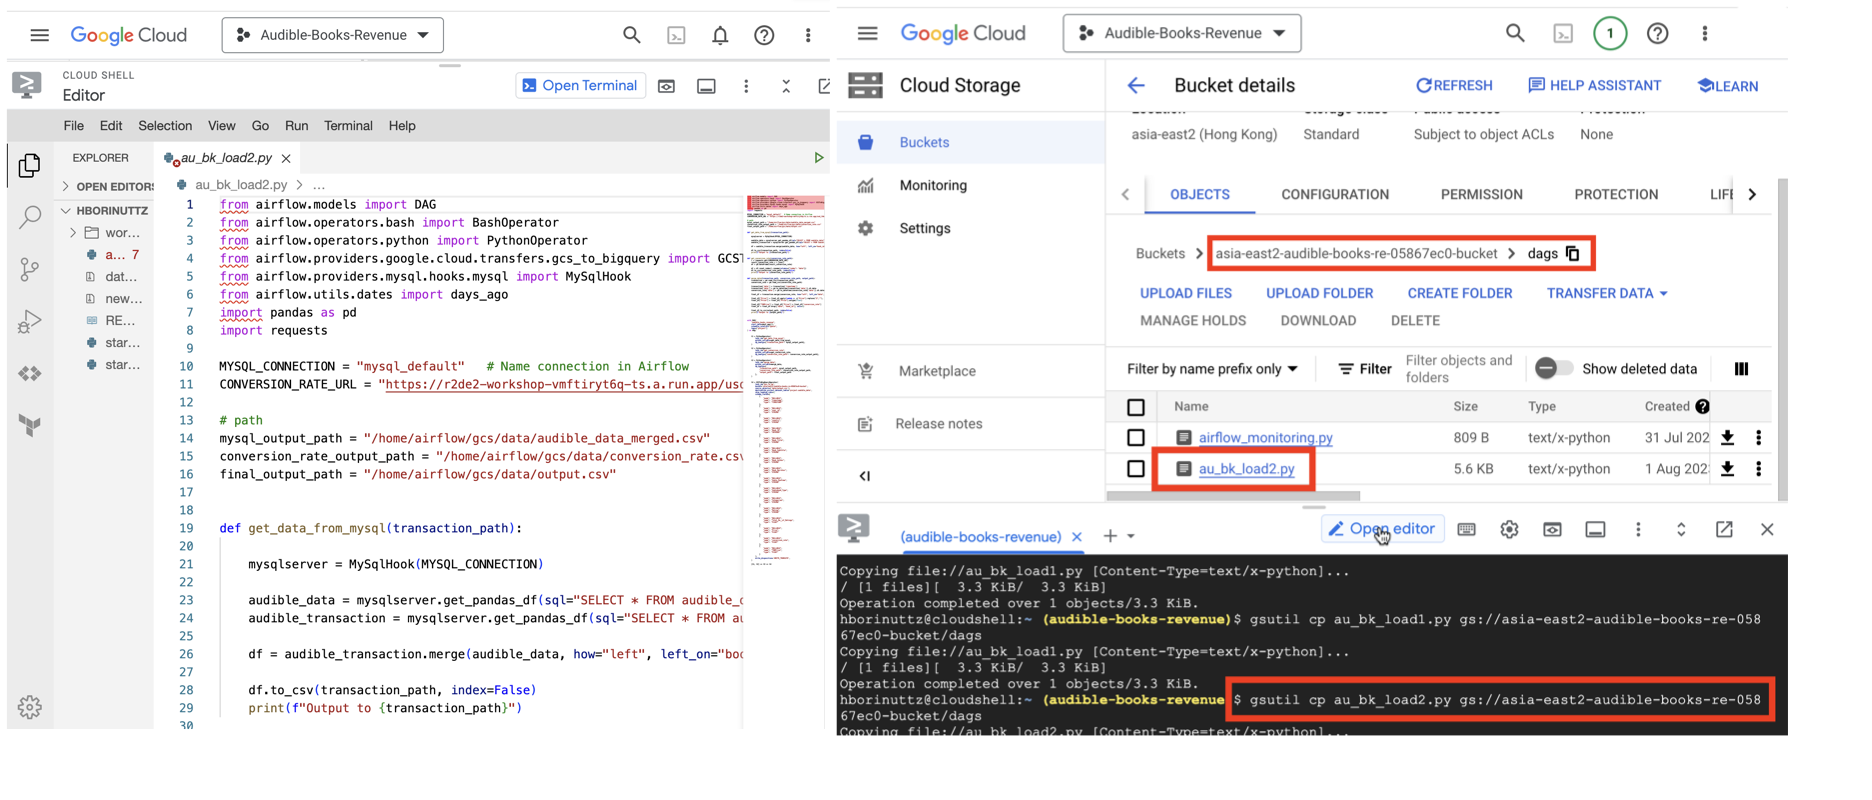 Google Cloud
Audible-Books-Revenue
CLOUD SHELL
Editor
Open Terminal
File Edit Selection View Go Run Terminal Help
EXPLORER
OPEN EDITORS
HBORINUTTZ
wor...
a... 7
dat...
new...
RE...
star...
star...
au_bk_load2.py
au_bk_load2.py > ...
1 from airflow.models import DAG
2 from airflow.operators.bash import BashOperator
3 from airflow.operators.python import PythonOperator
4 from airflow.providers.google.cloud.transfers.gcs_to_bigquery import GCST
5 from airflow.providers.mysql.hooks.mysql import MySqlHook
6 from airflow.utils.dates import days_ago
7 import pandas as pd
8 import requests
9
10 MYSQL_CONNECTION = "mysql_default" # Name connection in Airflow
11 CONVERSION_RATE_URL = "https://r2de2-workshop-vmftiryt6q-ts.a.run.app/usd
12
13 # path
14 mysql_output_path = "/home/airflow/gcs/data/audible_data_merged.csv"
15 conversion_rate_output_path = "/home/airflow/gcs/data/conversion_rate.csv
16 final_output_path = "/home/airflow/gcs/data/output.csv"
17
18
19 def get_data_from_mysql(transaction_path):
20
21 mysqlserver = MySqlHook(MYSQL_CONNECTION)
22
23 audible_data = mysqlserver.get_pandas_df(sql="SELECT * FROM audible_d
24 audible_transaction = mysqlserver.get_pandas_df(sql="SELECT * FROM au
25
26 df = audible_transaction.merge(audible_data, how="left", left_on="boo
27
28 df.to_csv(transaction_path, index=False)
29 print(f"Output to {transaction_path}")
30
Google Cloud
Audible-Books-Revenue
1
Cloud Storage
Buckets
Monitoring
Settings
Marketplace
Release notes
Bucket details
REFRESH
HELP ASSISTANT
LEARN
Location Storage class Public access Protection
asia-east2 (Hong Kong) Standard Subject to object ACLs None
OBJECTS CONFIGURATION PERMISSION PROTECTION LIFE
Buckets > asia-east2-audible-books-re-05867ec0-bucket > dags
UPLOAD FILES UPLOAD FOLDER CREATE FOLDER TRANSFER DATA
MANAGE HOLDS DOWNLOAD DELETE
Filter by name prefix only Filter Filter objects and folders Show deleted data
Name Size Type Created
airflow_monitoring.py 809 B text/x-python 31 Jul 202
au_bk_load2.py 5.6 KB text/x-python 1 Aug 202
(audible-books-revenue)
Open editor
Copying file://au_bk_load1.py [Content-Type=text/x-python]...
/ [1 files][ 3.3 KiB/ 3.3 KiB]
Operation completed over 1 objects/3.3 KiB.
hborinuttz@cloudshell:~ (audible-books-revenue)$ gsutil cp au_bk_load1.py gs://asia-east2-audible-books-re-058
67ec0-bucket/dags
Copying file://au_bk_load1.py [Content-Type=text/x-python]...
/ [1 files][ 3.3 KiB/ 3.3 KiB]
Operation completed over 1 objects/3.3 KiB.
hborinuttz@cloudshell:~ (audible-books-revenue $ gsutil cp au_bk_load2.py gs://asia-east2-audible-books-re-058
67ec0-bucket/dags
Copying file://au_bk_load2.py [Content-Type=text/x-python]...